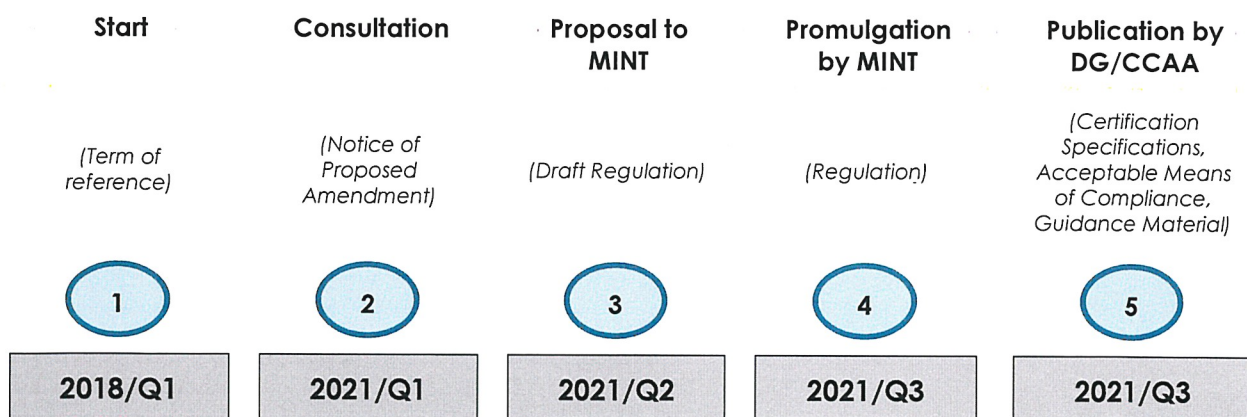 Start
(Term of
reference)
1
2018/Q1
Consultation
(Notice of
Proposed
Amendment)
2
2021/Q1
Proposal to
MINT
(Draft Regulation)
3
2021/Q2
Promulgation
by MINT
(Regulation)
4
2021/Q3
Publication by
DG/CCAA
(Certification
Specifications,
Acceptable Means
of Compliance,
Guidance Material)
5
2021/Q3